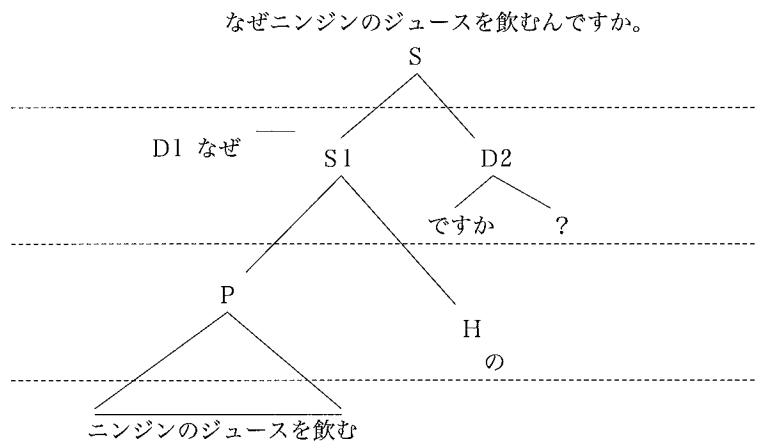 なぜニンジンのジュースを飲むんですか。
S
D1 なぜ
S1 D2
ですか ?
P
H
の
ニンジンのジュースを飲む